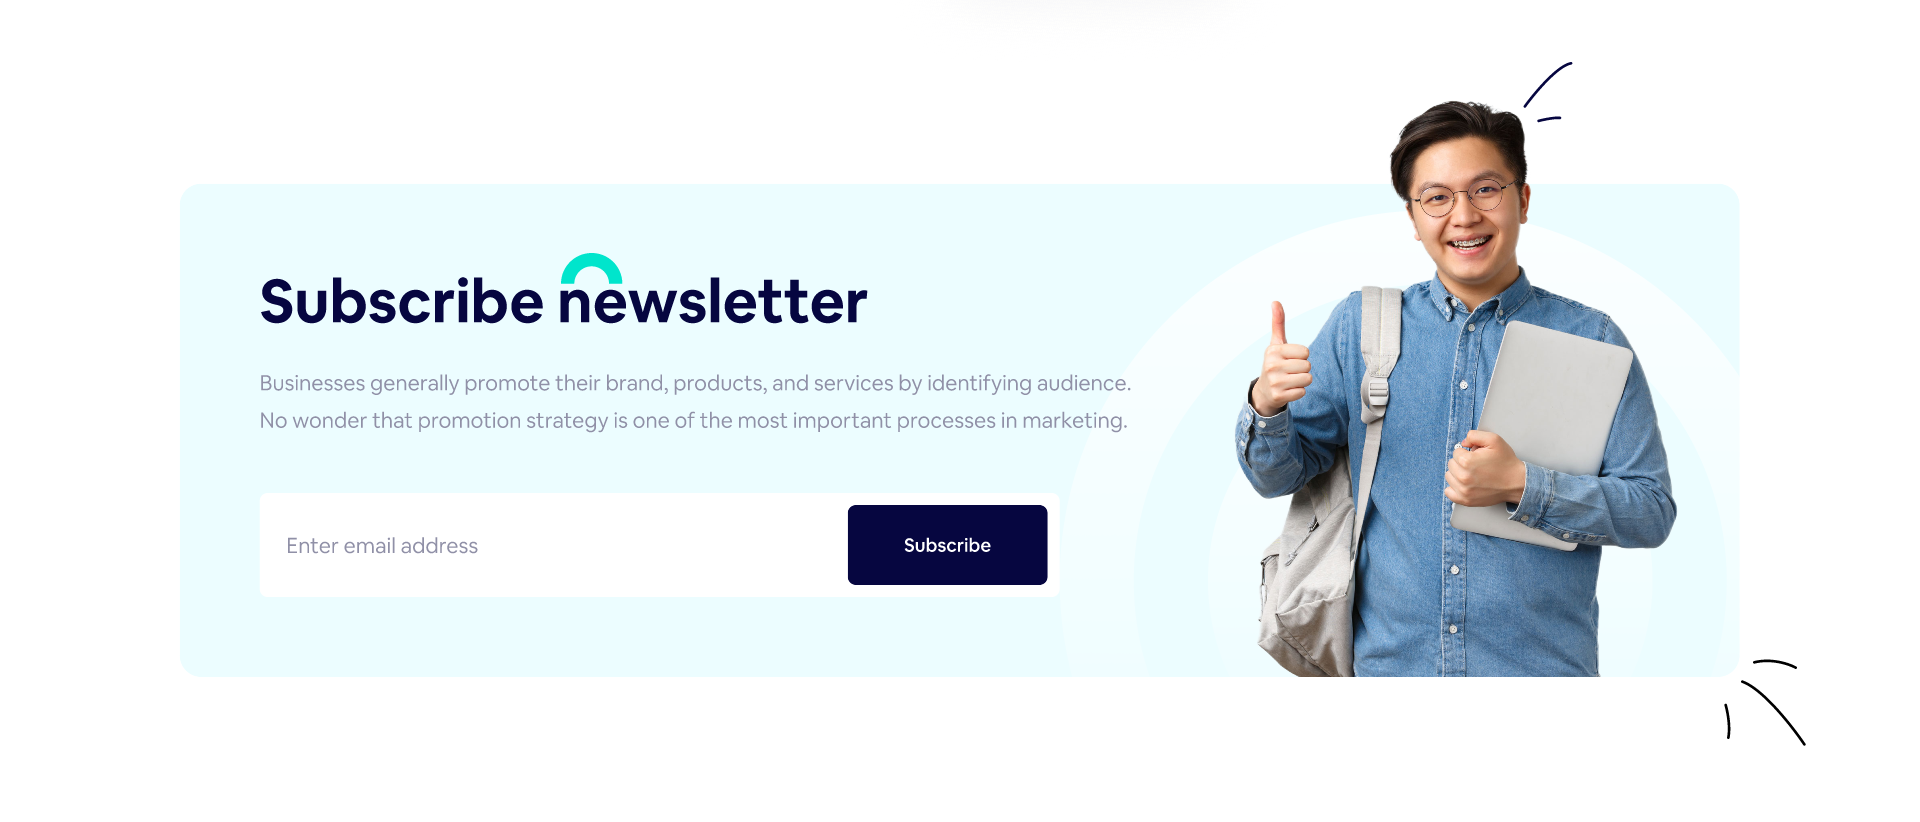 Subscribe newsletter
Businesses generally promote their brand, products, and services by identifying audience.
No wonder that promotion strategy is one of the most important processes in marketing.
Enter email address
Subscribe